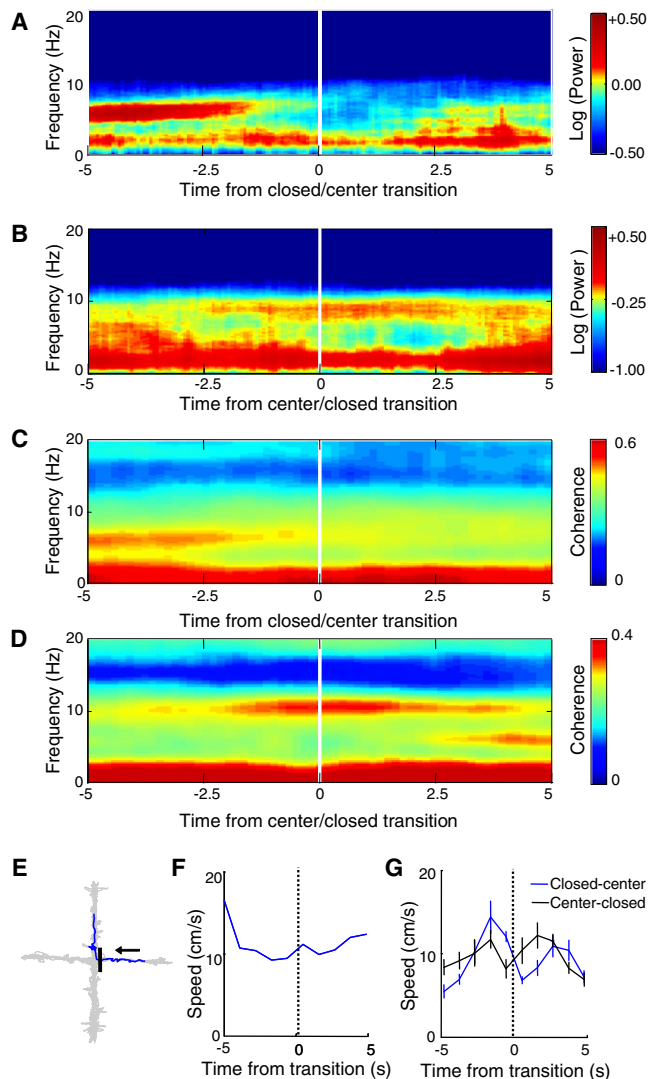 A
Frequency (Hz)
20
10
0
-5
-2.5
0
2.5
5
Time from closed/center transition
+0.50
0.00
-0.50
Log (Power)
B
Frequency (Hz)
20
10
0
-5
-2.5
0
2.5
5
Time from center/closed transition
+0.50
-0.25
-1.00
Log (Power)
C
Frequency (Hz)
20
10
0
-5
-2.5
0
2.5
5
Time from closed/center transition
0.6
0
Coherence
D
Frequency (Hz)
20
10
0
-5
-2.5
0
2.5
5
Time from center/closed transition
0.4
0
Coherence
E
F
Speed (cm/s)
20
10
0
-5
0
5
Time from transition (s)
G
Speed (cm/s)
20
10
0
-5
0
5
Time from transition (s)
Closed-center
Center-closed